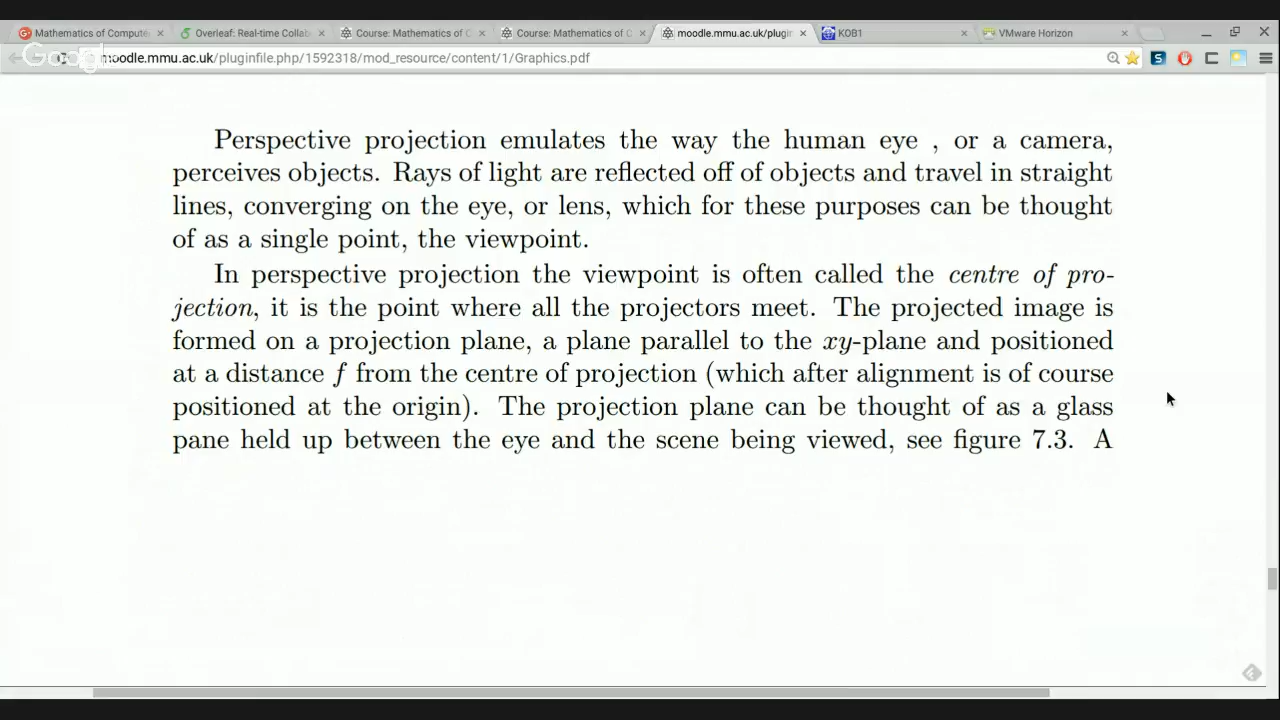 Mathematics of Compute
Overleaf: Real-time Collab
Course: Mathematics of C
Course: Mathematics of C
moodle.mmu.ac.uk/plugin
KOB1
VMware Horizon
moodle.mmu.ac.uk/pluginfile.php/1592318/mod_resource/content/1/Graphics.pdf
Perspective projection emulates the way the human eye , or a camera,
perceives objects. Rays of light are reflected off of objects and travel in straight
lines, converging on the eye, or lens, which for these purposes can be thought
of as a single point, the viewpoint.
In perspective projection the viewpoint is often called the centre of pro-
jection, it is the point where all the projectors meet. The projected image is
formed on a projection plane, a plane parallel to the xy-plane and positioned
at a distance f from the centre of projection (which after alignment is of course
positioned at the origin). The projection plane can be thought of as a glass
pane held up between the eye and the scene being viewed, see figure 7.3. A